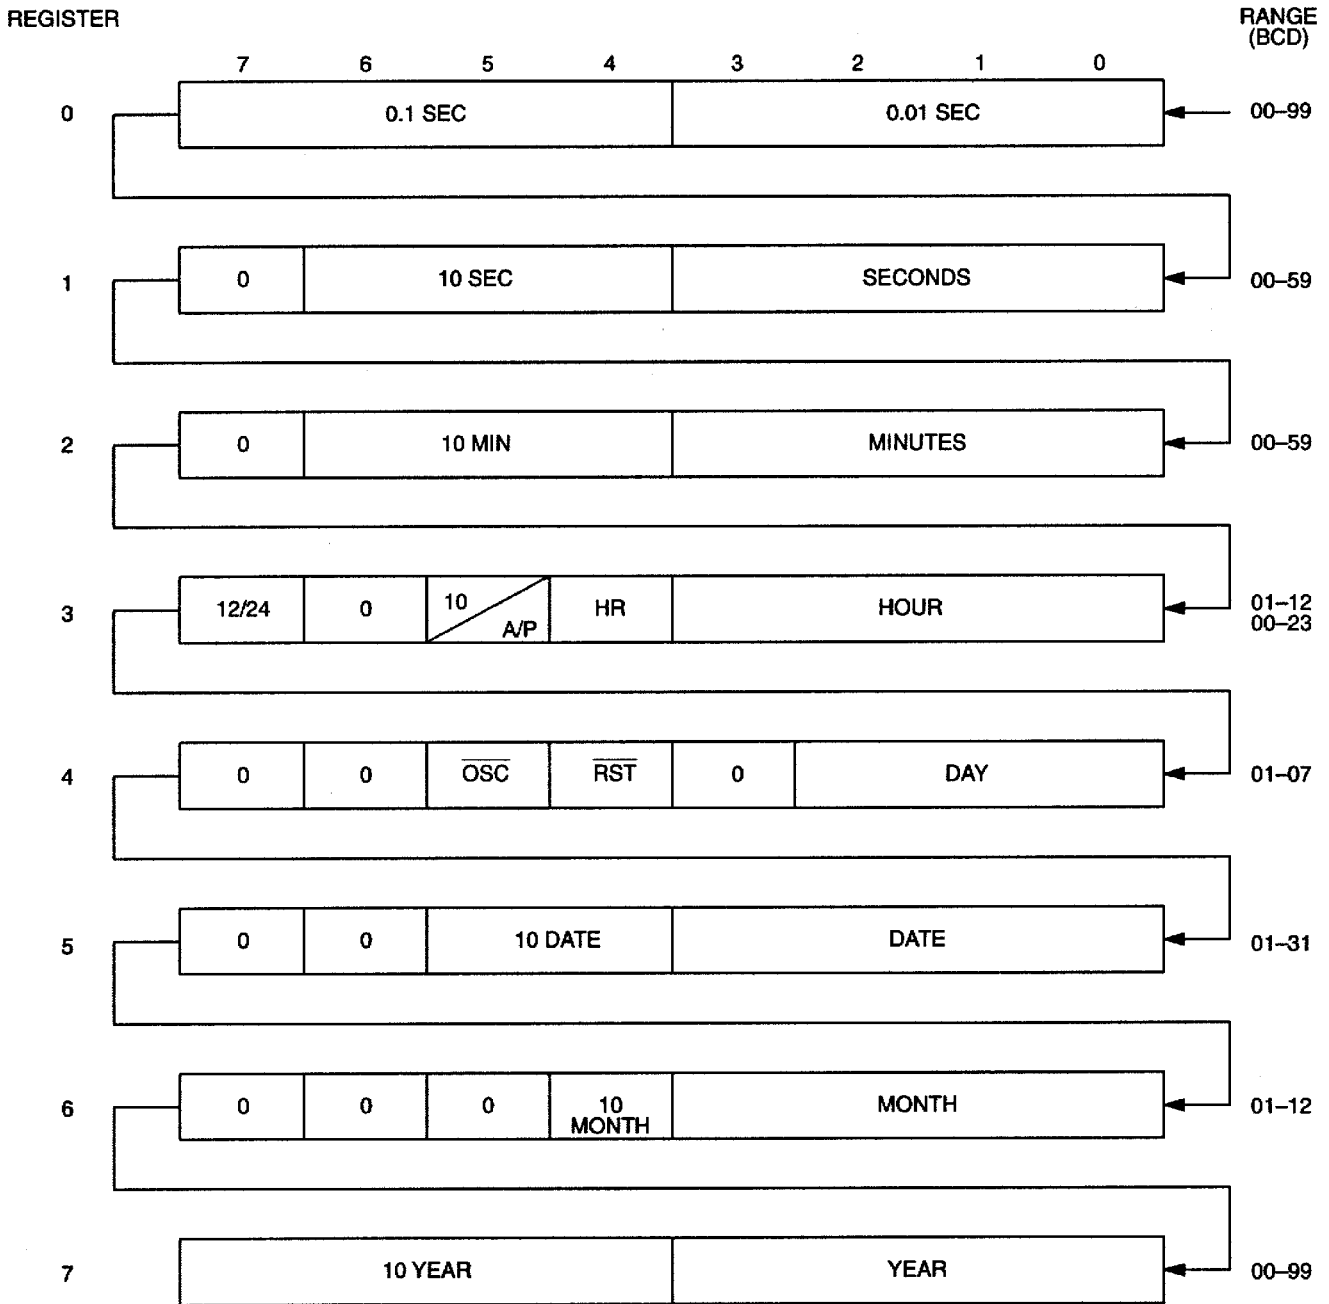 REGISTER
RANGE
(BCD)
7 6 5 4 3 2 1 0
0 0.1 SEC 0.01 SEC 00–99
1 0 10 SEC SECONDS 00–59
2 0 10 MIN MINUTES 00–59
3 12/24 0 10 A/P HR HOUR 01–12
00–23
4 0 0 OSC RST 0 DAY 01–07
5 0 0 10 DATE DATE 01–31
6 0 0 0 10 MONTH MONTH 01–12
7 10 YEAR YEAR 00–99